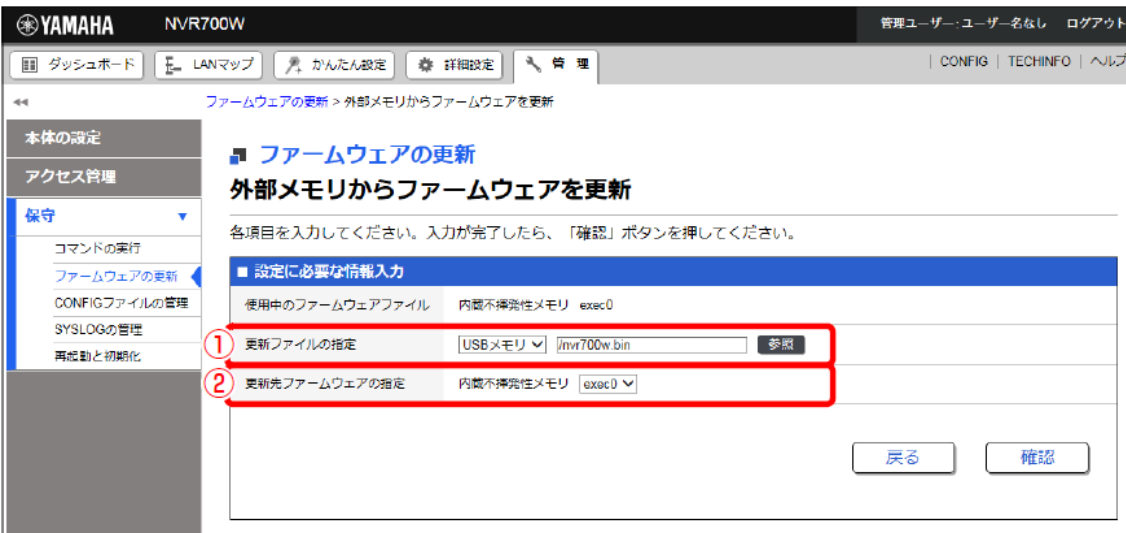 YAMAHA NVR700W 管理ユーザー:ユーザー名なし ログアウト
ダッシュボード LANマップ かんたん設定 詳細設定 管理 | CONFIG | TECHINFO | ヘルプ
ファームウェアの更新 > 外部メモリからファームウェアを更新
本体の設定
アクセス管理
保守
コマンドの実行
ファームウェアの更新
CONFIGファイルの管理
SYSLOGの管理
再起動と初期化
ファームウェアの更新
外部メモリからファームウェアを更新
各項目を入力してください。入力が完了したら、「確認」ボタンを押してください。
■ 設定に必要な情報入力
使用中のファームウェアファイル 内蔵不揮発性メモリ exec0
① 更新ファイルの指定 USBメモリ /nvr700w.bin 参照
② 更新先ファームウェアの指定 内蔵不揮発性メモリ exec0
戻る 確認